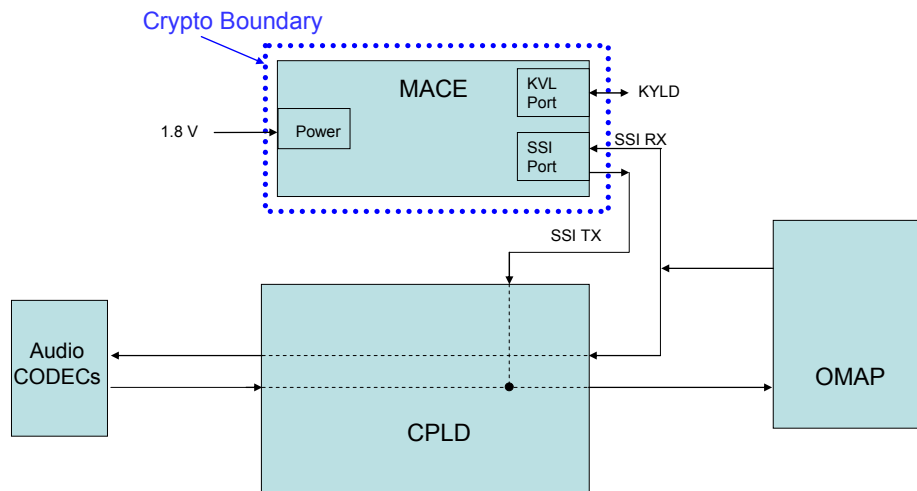 Crypto Boundary
MACE
KVL
Port
KYLD
1.8 V
Power
SSI
Port
SSI RX
SSI TX
Audio
CODECs
OMAP
CPLD